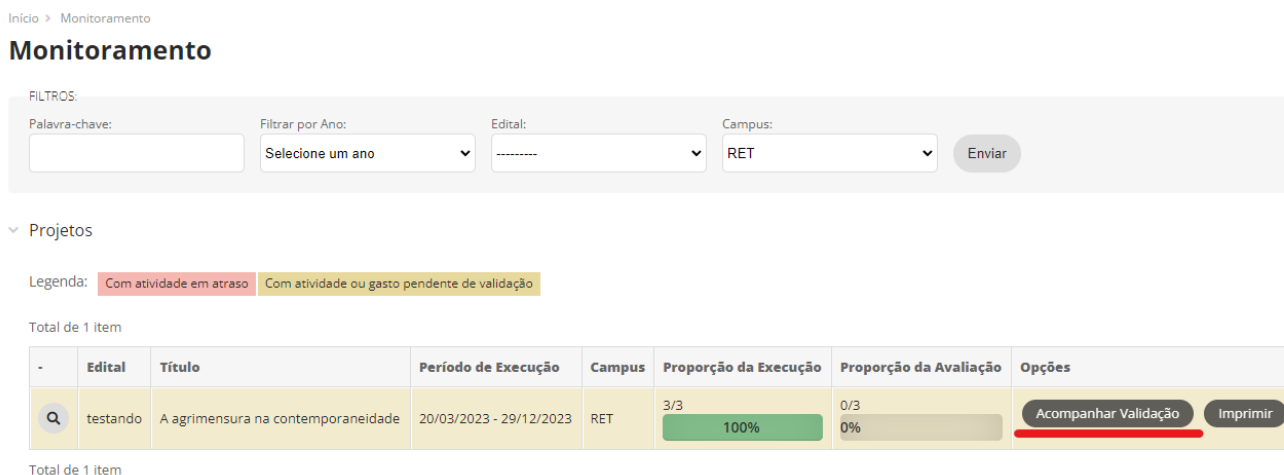 Início > Monitoramento
Monitoramento
FILTROS:
Palavra-chave: Filtrar por Ano: Edital: Campus:
Selecione um ano --------- RET Enviar
Projetos
Legenda: Com atividade em atraso Com atividade ou gasto pendente de validação
Total de 1 item
- Edital Título Período de Execução Campus Proporção da Execução Proporção da Avaliação Opções
testando A agrimensura na contemporaneidade 20/03/2023 - 29/12/2023 RET 3/3 100% 0/3 0% Acompanhar Validação Imprimir
Total de 1 item